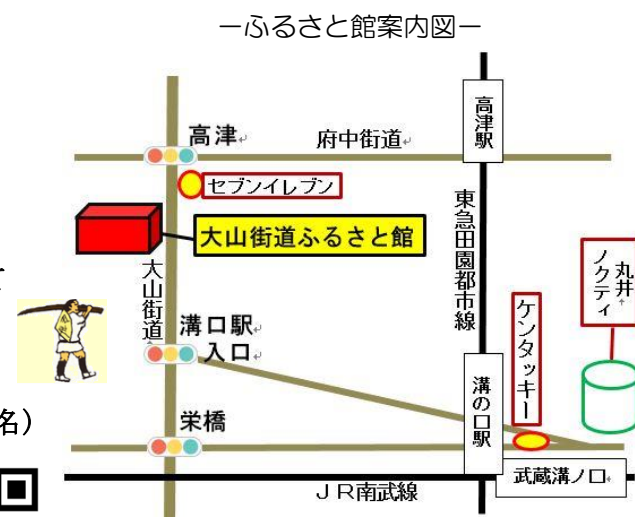 ーふるさと館案内図ー
高津
府中街道
高津駅
セブンイレブン
大山街道ふるさと館
大山街道
東急田園都市線
丸井
ノクティ
ケンタッキー
溝口駅
入口
溝の口駅
名）
栄橋
武蔵溝ノ口
ＪＲ南武線